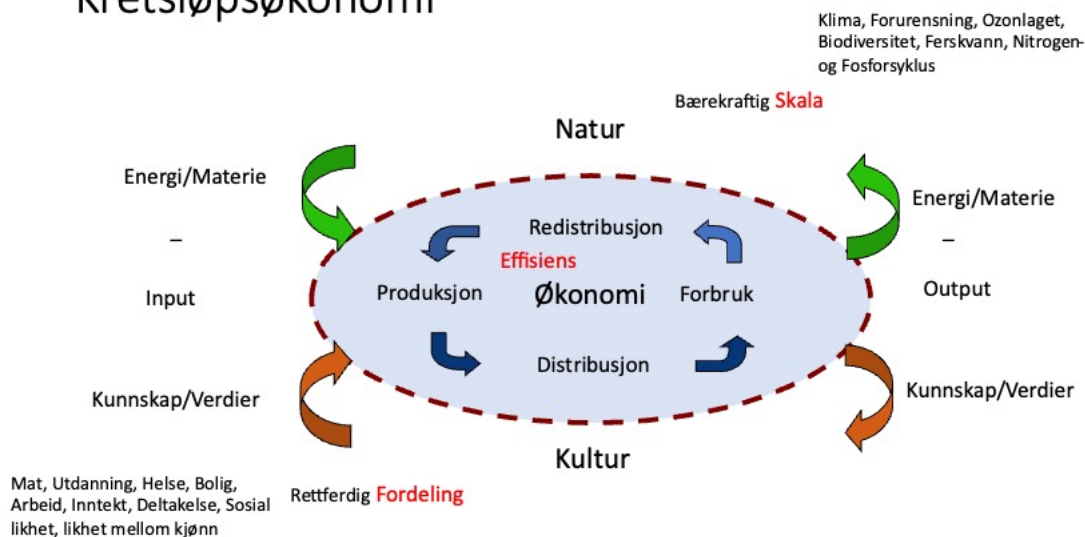 Kretsløpsøkonomi
Klima, Forurensning, Ozonlaget,
Biodiversitet, Ferskvann, Nitrogen-
og Fosforsyklus
Bærekraftig Skala
Natur
Energi/Materie
–
Input
Energi/Materie
–
Output
Redistribusjon
Effisiens
Produksjon
Økonomi
Forbruk
Distribusjon
Kunnskap/Verdier
Kunnskap/Verdier
Kultur
Mat, Utdanning, Helse, Bolig,
Arbeid, Inntekt, Deltakelse, Sosial
likhet, likhet mellom kjønn
Rettferdig Fordeling